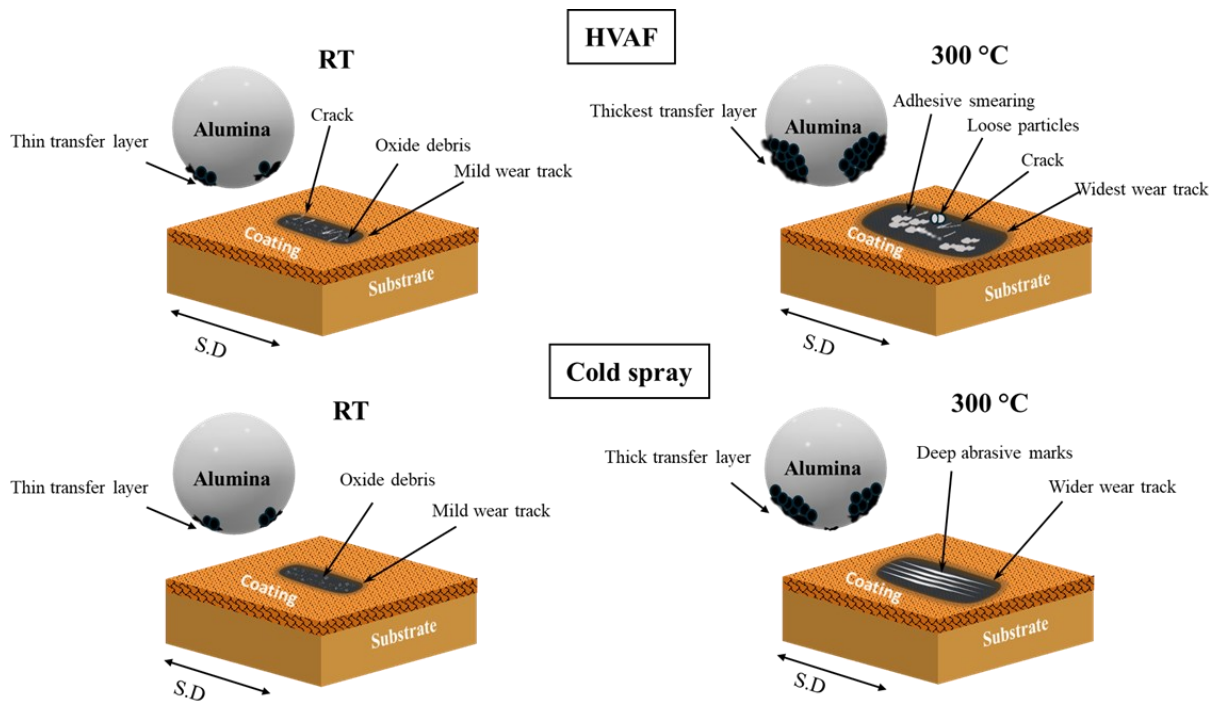 HVAF
RT
Crack
Thin transfer layer
Alumina
Oxide debris
Mild wear track
Coating
Substrate
S.D
300 °C
Adhesive smearing
Thickest transfer layer
Alumina
Loose particles
Crack
Widest wear track
Coating
Substrate
S.D
Cold spray
RT
Alumina
Oxide debris
Thin transfer layer
Mild wear track
Coating
Substrate
S.D
300 °C
Deep abrasive marks
Thick transfer layer
Alumina
Wider wear track
Coating
Substrate
S.D